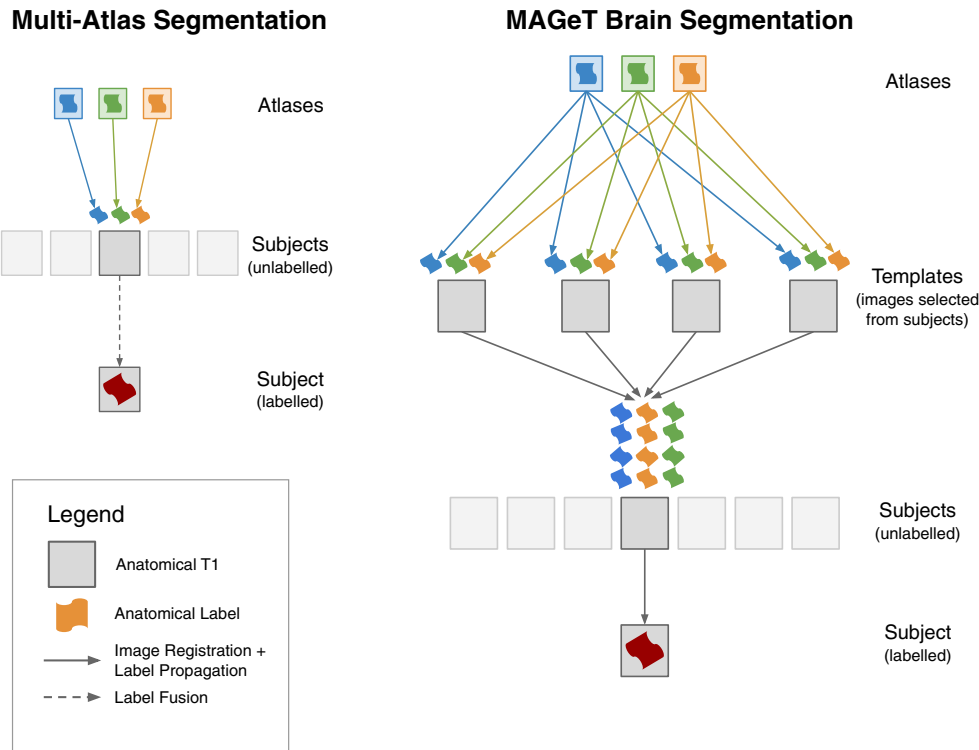 Multi-Atlas Segmentation
Atlases
Subjects
(unlabelled)
Subject
(labelled)
MAGeT Brain Segmentation
Atlases
Templates
(images selected
from subjects)
Subjects
(unlabelled)
Subject
(labelled)
Legend
Anatomical T1
Anatomical Label
Image Registration +
Label Propagation
Label Fusion